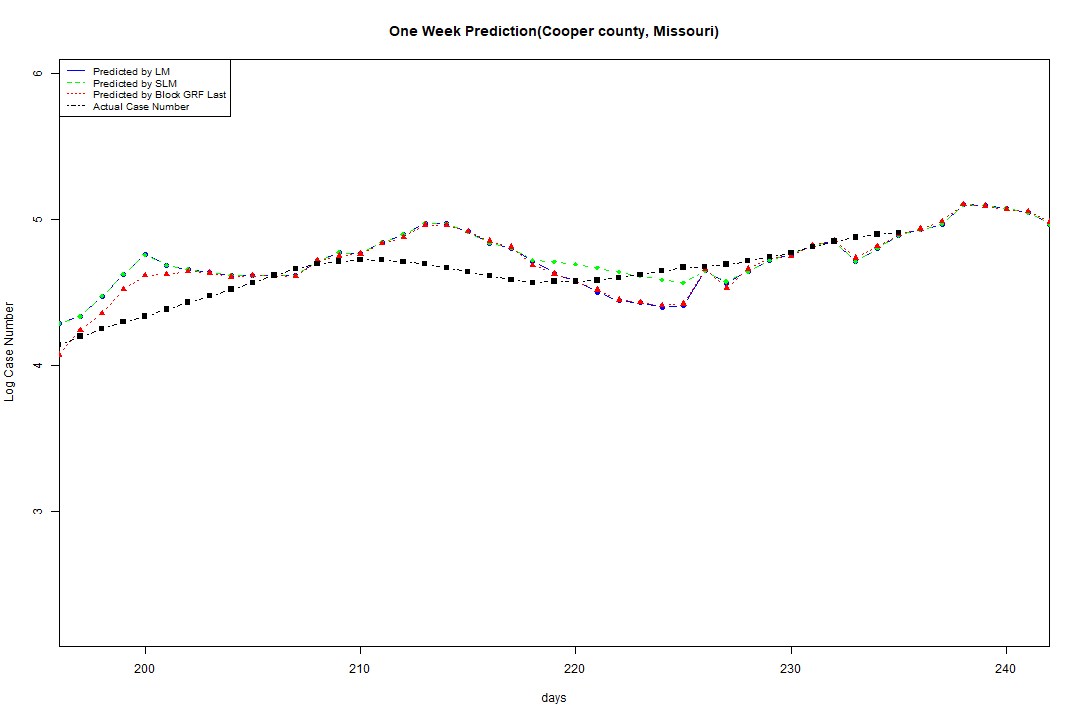 One Week Prediction(Cooper county, Missouri)
Predicted by LM
Predicted by SLM
Predicted by Block GRF Last
Actual Case Number
6
5
4
3
Log Case Number
200 210 220 230 240
days